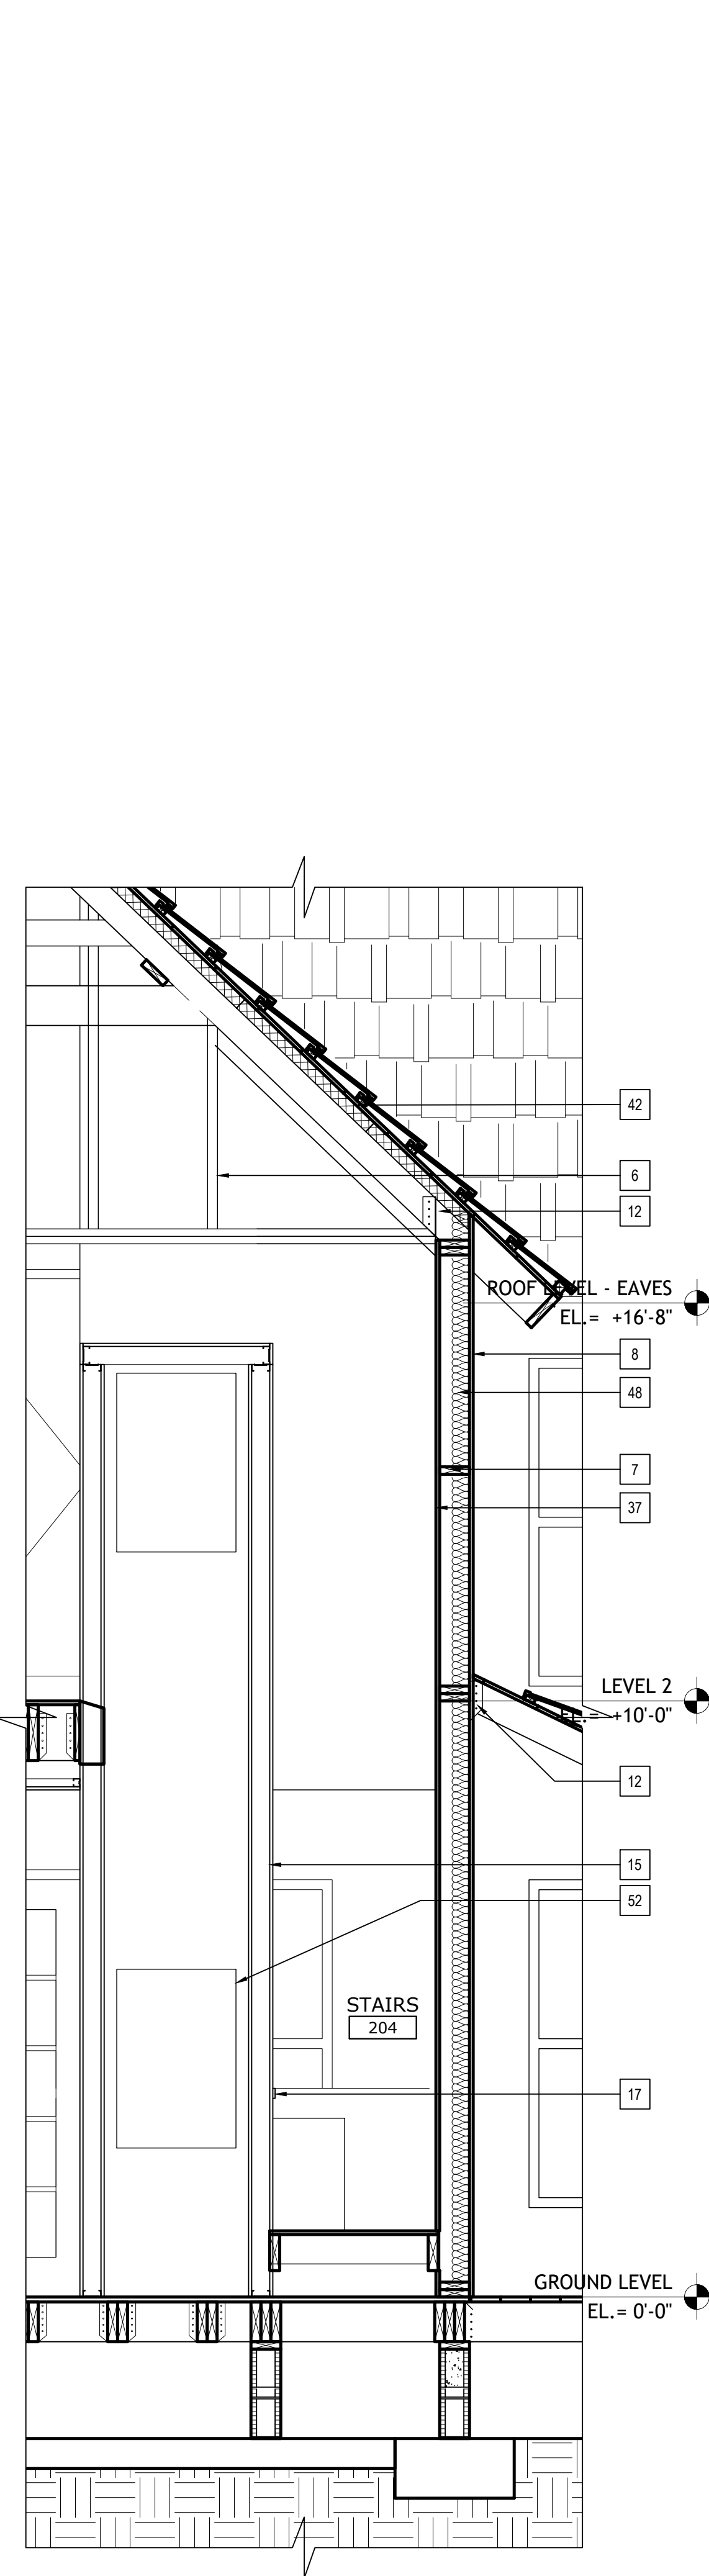 42
6
12
ROOF LEVEL - EAVES
EL.= +16'-8"
8
48
7
37
LEVEL 2
EL.= +10'-0"
12
15
52
STAIRS
204
17
GROUND LEVEL
EL.= 0'-0"